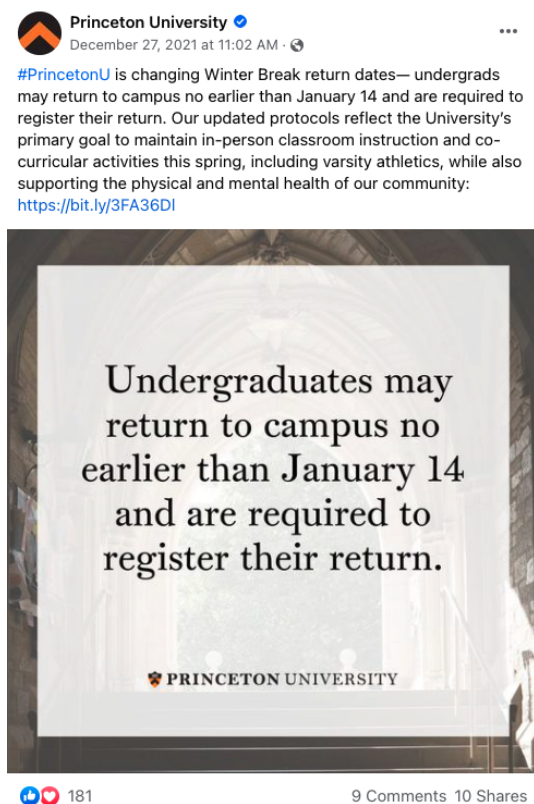 Princeton University
December 27, 2021 at 11:02 AM ·
#PrincetonU is changing Winter Break return dates— undergrads
may return to campus no earlier than January 14 and are required to
register their return. Our updated protocols reflect the University's
primary goal to maintain in-person classroom instruction and co-
curricular activities this spring, including varsity athletics, while also
supporting the physical and mental health of our community:
https://bit.ly/3FA36Dl
Undergraduates may
return to campus no
earlier than January 14
and are required to
register their return.
PRINCETON UNIVERSITY
181 9 Comments 10 Shares